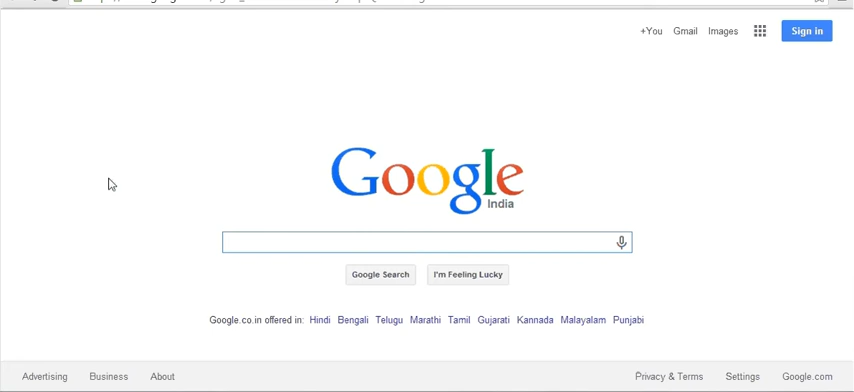 +You Gmail Images Sign in
Google
India
Google Search I'm Feeling Lucky
Google.co.in offered in: Hindi Bengali Telugu Marathi Tamil Gujarati Kannada Malayalam Punjabi
Advertising Business About Privacy & Terms Settings Google.com